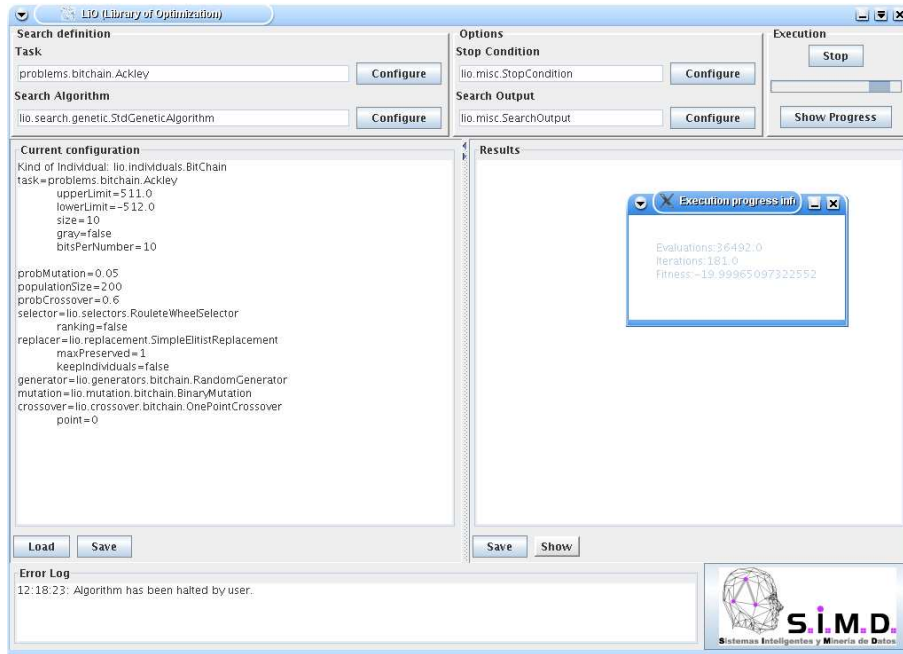 LiO (Library of Optimization)
Search definition
Task
problems.bitchain.Ackley
Configure
Search Algorithm
lio.search.genetic.StdGeneticAlgorithm
Configure
Options
Stop Condition
lio.misc.StopCondition
Configure
Search Output
lio.misc.SearchOutput
Configure
Execution
Stop
Show Progress
Current configuration
Kind of Individual: lio.individuals.BitChain
task=problems.bitchain.Ackley
upperLimit=511.0
lowerLimit=-512.0
size=10
gray=false
bitsPerNumber=10
probMutation=0.05
populationSize=200
probCrossover=0.6
selector=lio.selectors.RouleteWheelSelector
ranking=false
replacer=lio.replacement.SimpleElitistReplacement
maxPreserved=1
keepIndividuals=false
generator=lio.generators.bitchain.RandomGenerator
mutation=lio.mutation.bitchain.BinaryMutation
crossover=lio.crossover.bitchain.OnePointCrossover
point=0
Load
Save
Results
Execution progress inf
Evaluations:36492.0
Iterations:181.0
Fitness:-19.99965097322552
Save
Show
Error Log
12:18:23: Algorithm has been halted by user.
S.i.M.D.
Sistemas Inteligentes y Minería de Datos